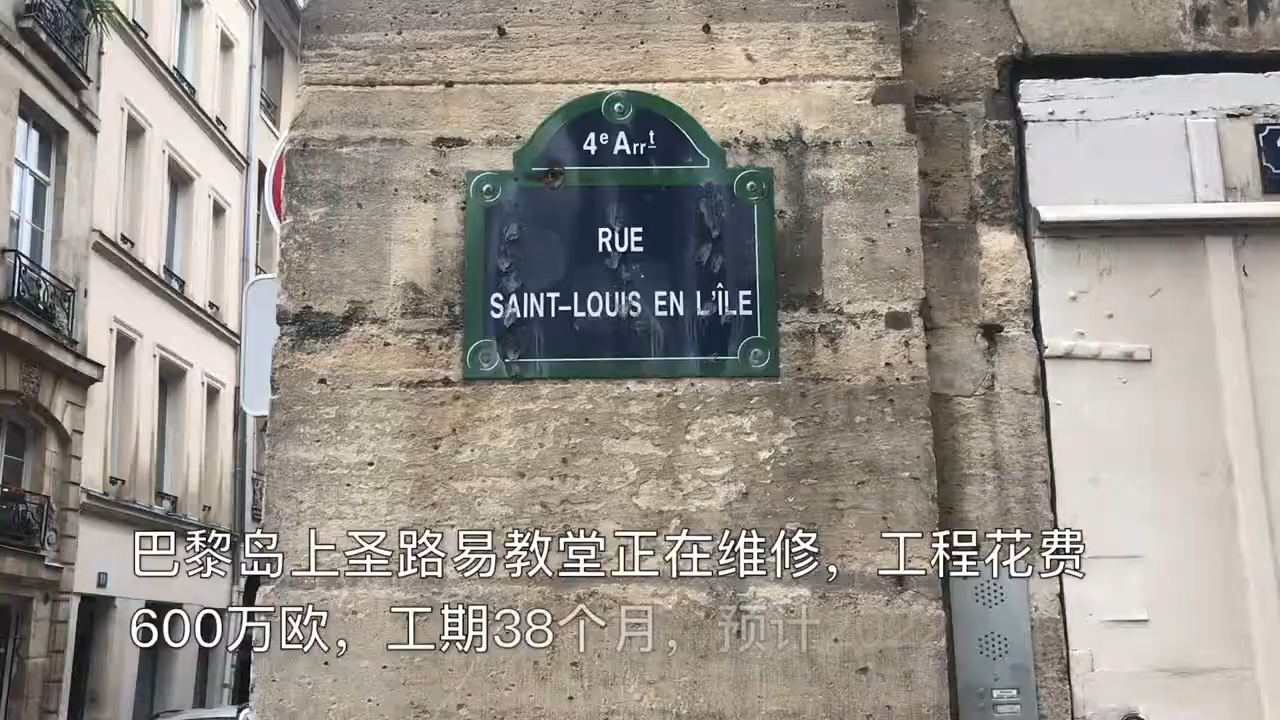 4e Arrt
RUE
SAINT-LOUIS EN L'ÎLE
巴黎岛上圣路易教堂正在维修，工程花费
600万欧，工期38个月，预计